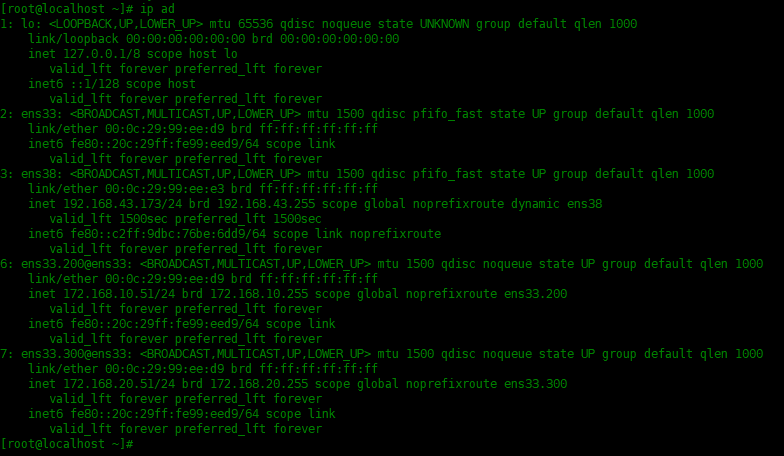 [root@localhost ~]# ip ad
1: lo: <LOOPBACK,UP,LOWER_UP> mtu 65536 qdisc noqueue state UNKNOWN group default qlen 1000
    link/loopback 00:00:00:00:00:00 brd 00:00:00:00:00:00
    inet 127.0.0.1/8 scope host lo
       valid_lft forever preferred_lft forever
    inet6 ::1/128 scope host
       valid_lft forever preferred_lft forever
2: ens33: <BROADCAST,MULTICAST,UP,LOWER_UP> mtu 1500 qdisc pfifo_fast state UP group default qlen 1000
    link/ether 00:0c:29:99:ee:d9 brd ff:ff:ff:ff:ff:ff
    inet6 fe80::20c:29ff:fe99:eed9/64 scope link
       valid_lft forever preferred_lft forever
3: ens38: <BROADCAST,MULTICAST,UP,LOWER_UP> mtu 1500 qdisc pfifo_fast state UP group default qlen 1000
    link/ether 00:0c:29:99:ee:e3 brd ff:ff:ff:ff:ff:ff
    inet 192.168.43.173/24 brd 192.168.43.255 scope global noprefixroute dynamic ens38
       valid_lft 1500sec preferred_lft 1500sec
    inet6 fe80::c2ff:9dbc:76be:6dd9/64 scope link noprefixroute
       valid_lft forever preferred_lft forever
6: ens33.200@ens33: <BROADCAST,MULTICAST,UP,LOWER_UP> mtu 1500 qdisc noqueue state UP group default qlen 1000
    link/ether 00:0c:29:99:ee:d9 brd ff:ff:ff:ff:ff:ff
    inet 172.168.10.51/24 brd 172.168.10.255 scope global noprefixroute ens33.200
       valid_lft forever preferred_lft forever
    inet6 fe80::20c:29ff:fe99:eed9/64 scope link
       valid_lft forever preferred_lft forever
7: ens33.300@ens33: <BROADCAST,MULTICAST,UP,LOWER_UP> mtu 1500 qdisc noqueue state UP group default qlen 1000
    link/ether 00:0c:29:99:ee:d9 brd ff:ff:ff:ff:ff:ff
    inet 172.168.20.51/24 brd 172.168.20.255 scope global noprefixroute ens33.300
       valid_lft forever preferred_lft forever
    inet6 fe80::20c:29ff:fe99:eed9/64 scope link
       valid_lft forever preferred_lft forever
[root@localhost ~]#